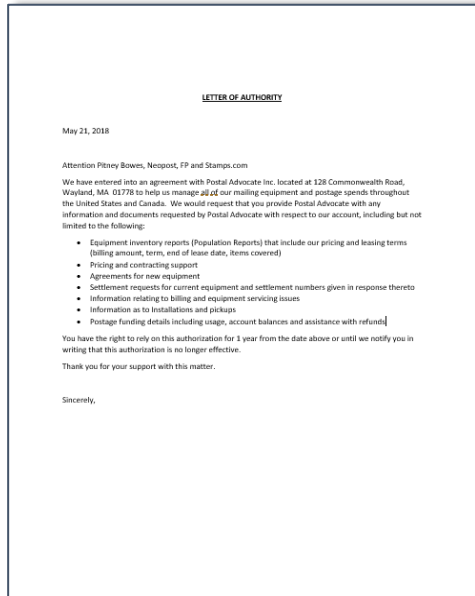 LETTER OF AUTHORITY
May 21, 2018
Attention Pitney Bowes, Neopost, FP and Stamps.com
We have entered into an agreement with Postal Advocate Inc. located at 128 Commonwealth Road,
Wayland, MA 01778 to help us manage all of our mailing equipment and postage spends throughout
the United States and Canada. We would request that you provide Postal Advocate with any
information and documents requested by Postal Advocate with respect to our account, including but not
limited to the following:
• Equipment inventory reports (Population Reports) that include our pricing and leasing terms
(billing amount, term, end of lease date, items covered)
• Pricing and contracting support
• Agreements for new equipment
• Settlement requests for current equipment and settlement numbers given in response thereto
• Information relating to billing and equipment servicing issues
• Information as to Installations and pickups
• Postage funding details including usage, account balances and assistance with refunds
You have the right to rely on this authorization for 1 year from the date above or until we notify you in
writing that this authorization is no longer effective.
Thank you for your support with this matter.
Sincerely,